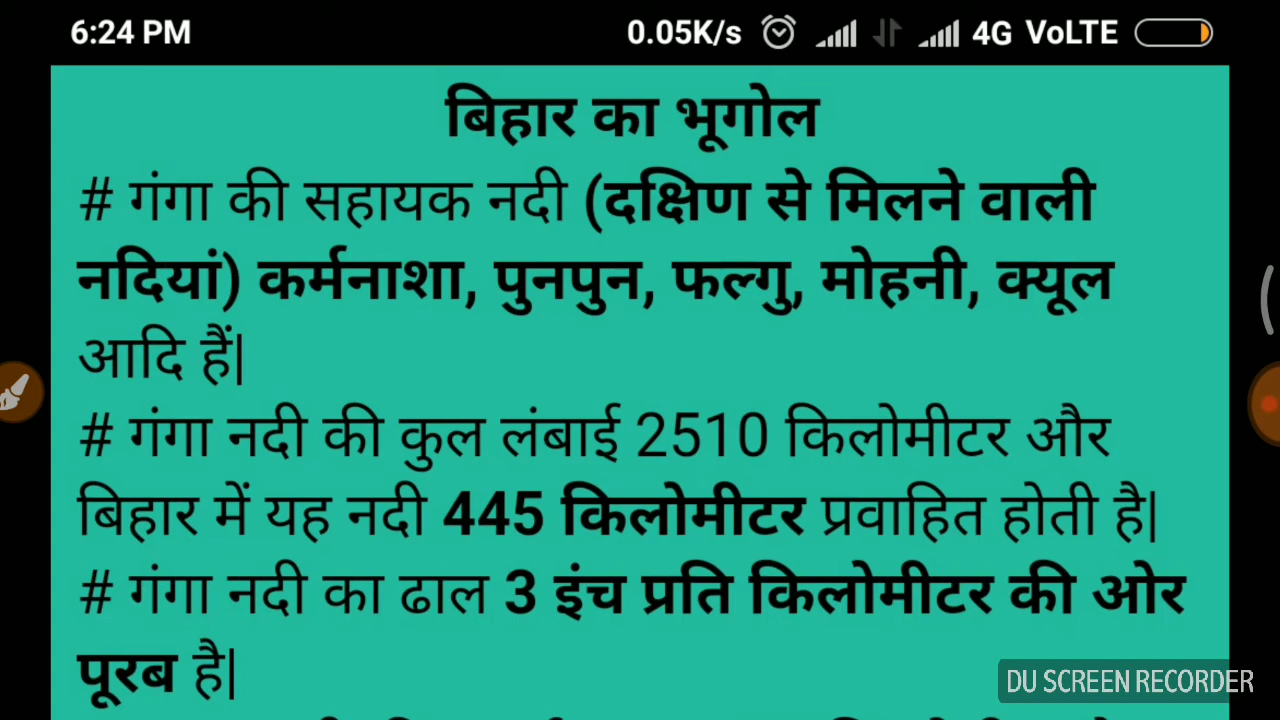 6:24 PM 0.05K/s 4G VoLTE
बिहार का भूगोल
# गंगा की सहायक नदी (दक्षिण से मिलने वाली
नदियां) कर्मनाशा, पुनपुन, फल्गु, मोहनी, क्यूल
आदि हैं|
# गंगा नदी की कुल लंबाई 2510 किलोमीटर और
बिहार में यह नदी 445 किलोमीटर प्रवाहित होती है|
# गंगा नदी का ढाल 3 इंच प्रति किलोमीटर की ओर
पूरब है|
DU SCREEN RECORDER